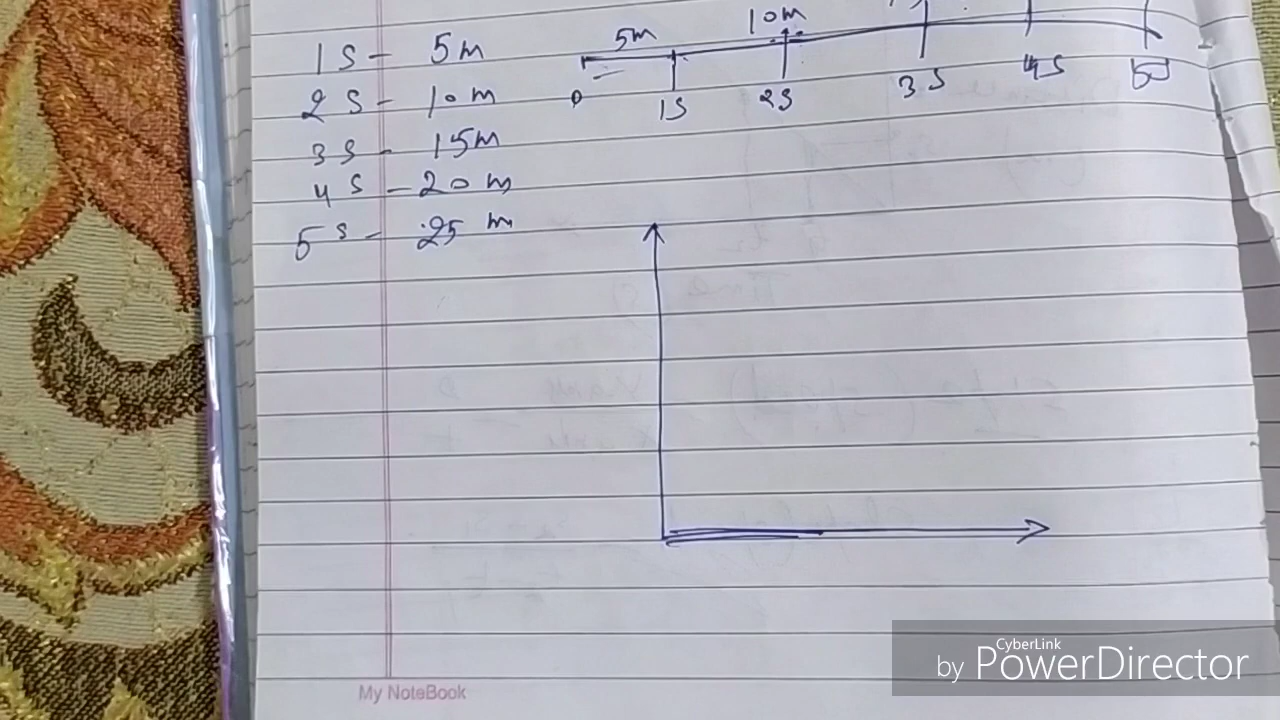 1 S - 5 m
2 S - 10 m
3 S - 15 m
4 S - 20 m
5 S - 25 m
5m 10m
0 1S 2S 3S 4S 5S
My NoteBook
by CyberLink PowerDirector